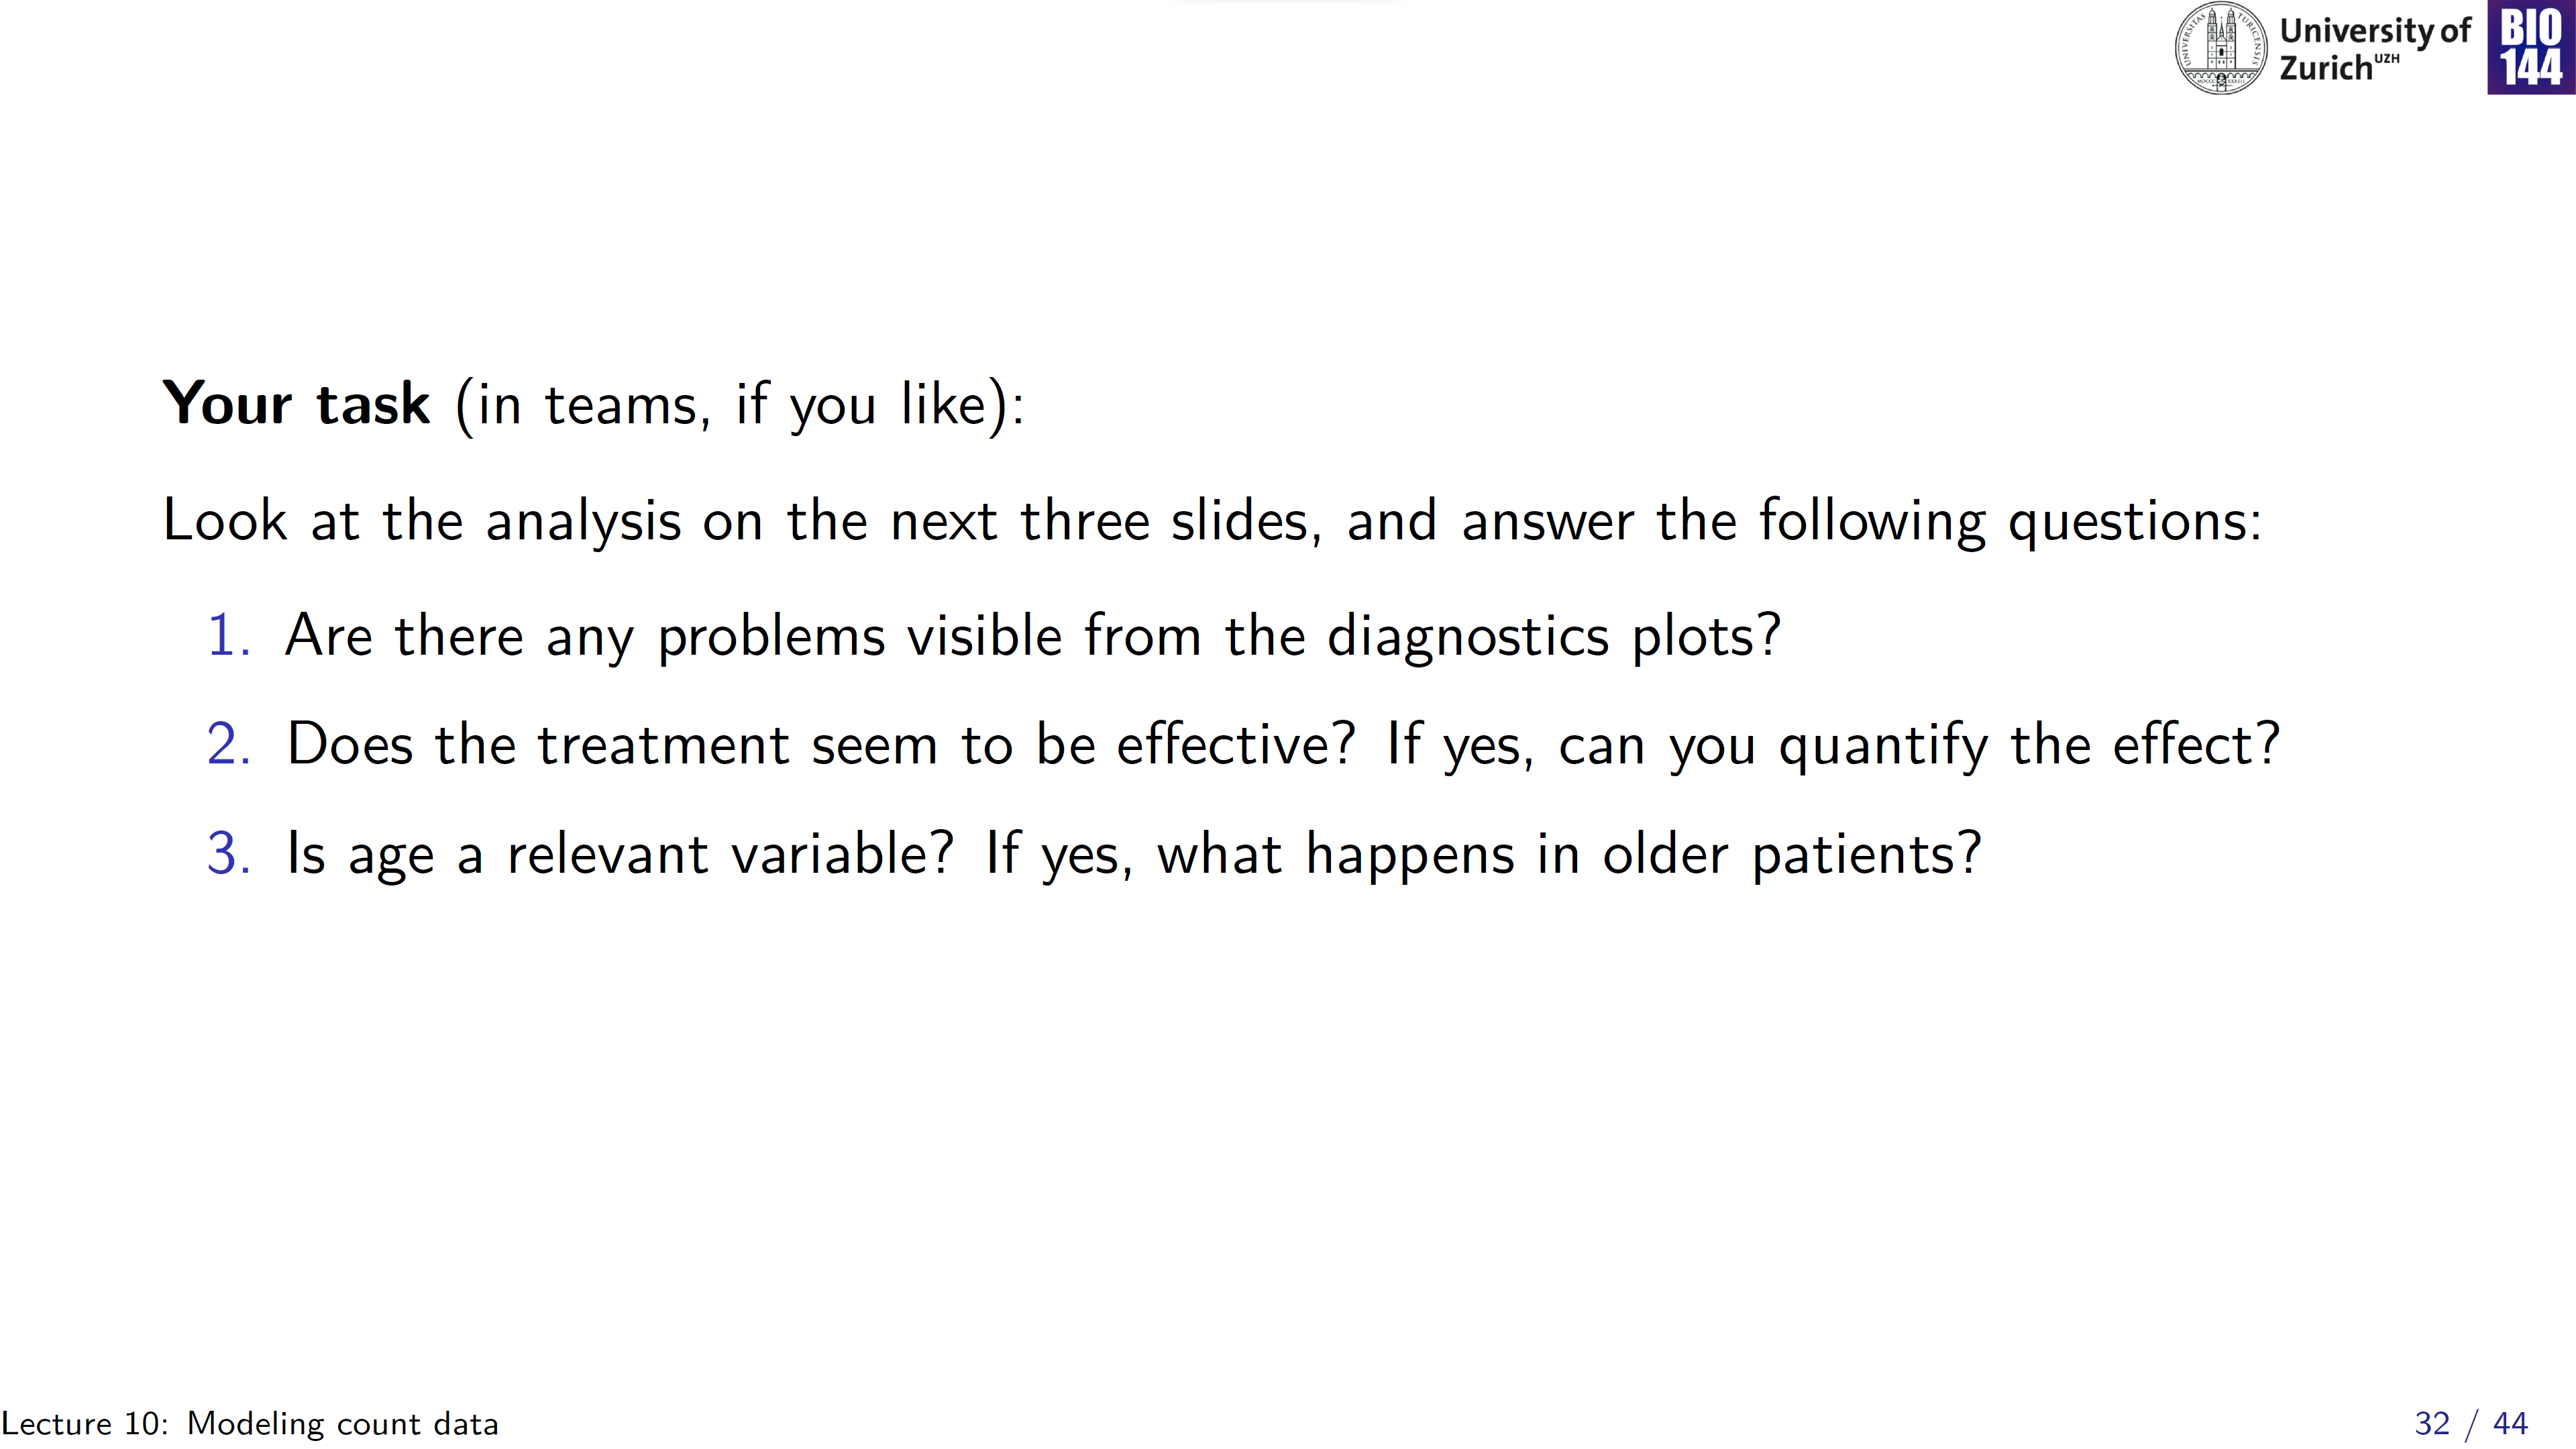 University of
Zurich UZH
BIO
144
Your task (in teams, if you like):
Look at the analysis on the next three slides, and answer the following questions:
1. Are there any problems visible from the diagnostics plots?
2. Does the treatment seem to be effective? If yes, can you quantify the effect?
3. Is age a relevant variable? If yes, what happens in older patients?
Lecture 10: Modeling count data
32 / 44